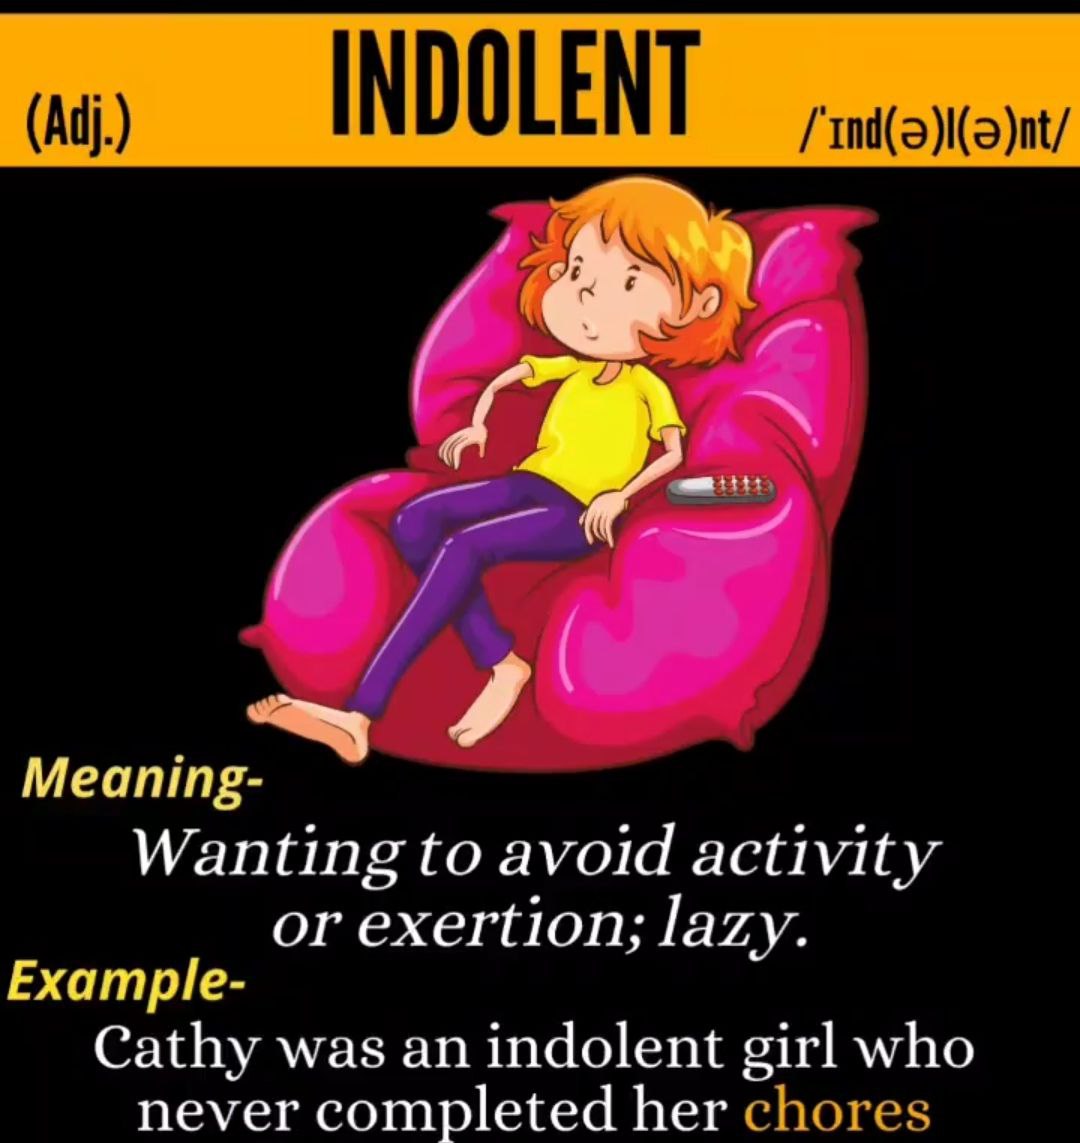 INDOLENT
(Adj.)
/ˈɪnd(ə)l(ə)nt/
Meaning-
Wanting to avoid activity
or exertion; lazy.
Example-
Cathy was an indolent girl who
never completed her chores